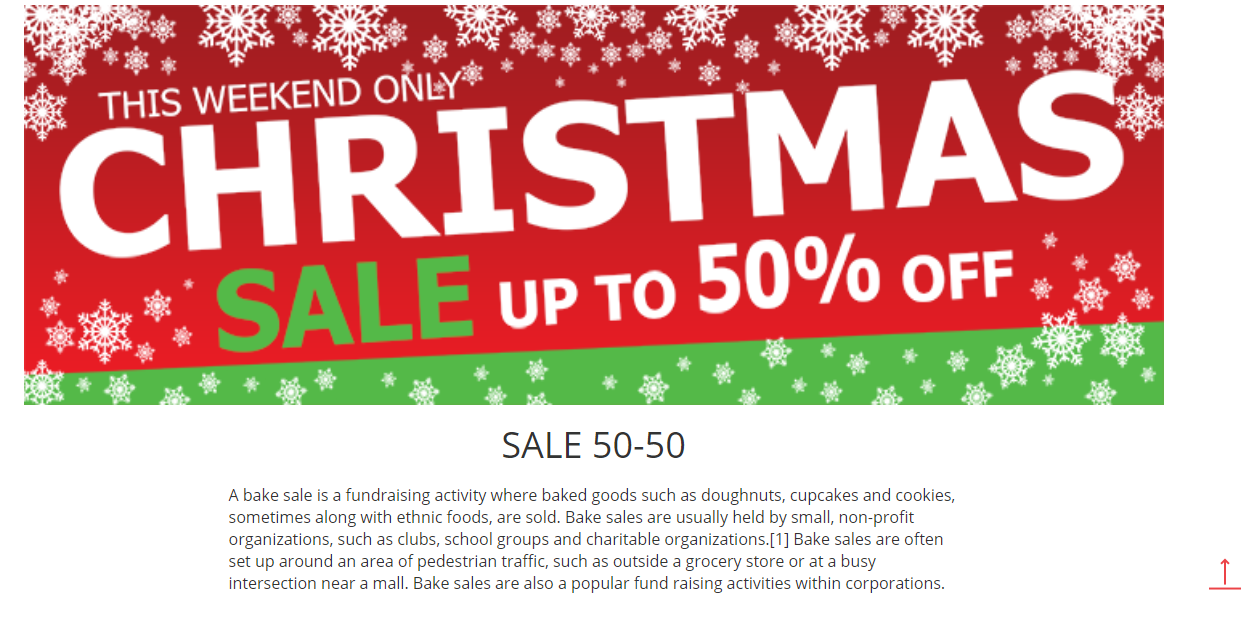 THIS WEEKEND ONLY
CHRISTMAS
SALE UP TO 50% OFF
SALE 50-50
A bake sale is a fundraising activity where baked goods such as doughnuts, cupcakes and cookies,
sometimes along with ethnic foods, are sold. Bake sales are usually held by small, non-profit
organizations, such as clubs, school groups and charitable organizations.[1] Bake sales are often
set up around an area of pedestrian traffic, such as outside a grocery store or at a busy
intersection near a mall. Bake sales are also a popular fund raising activities within corporations.